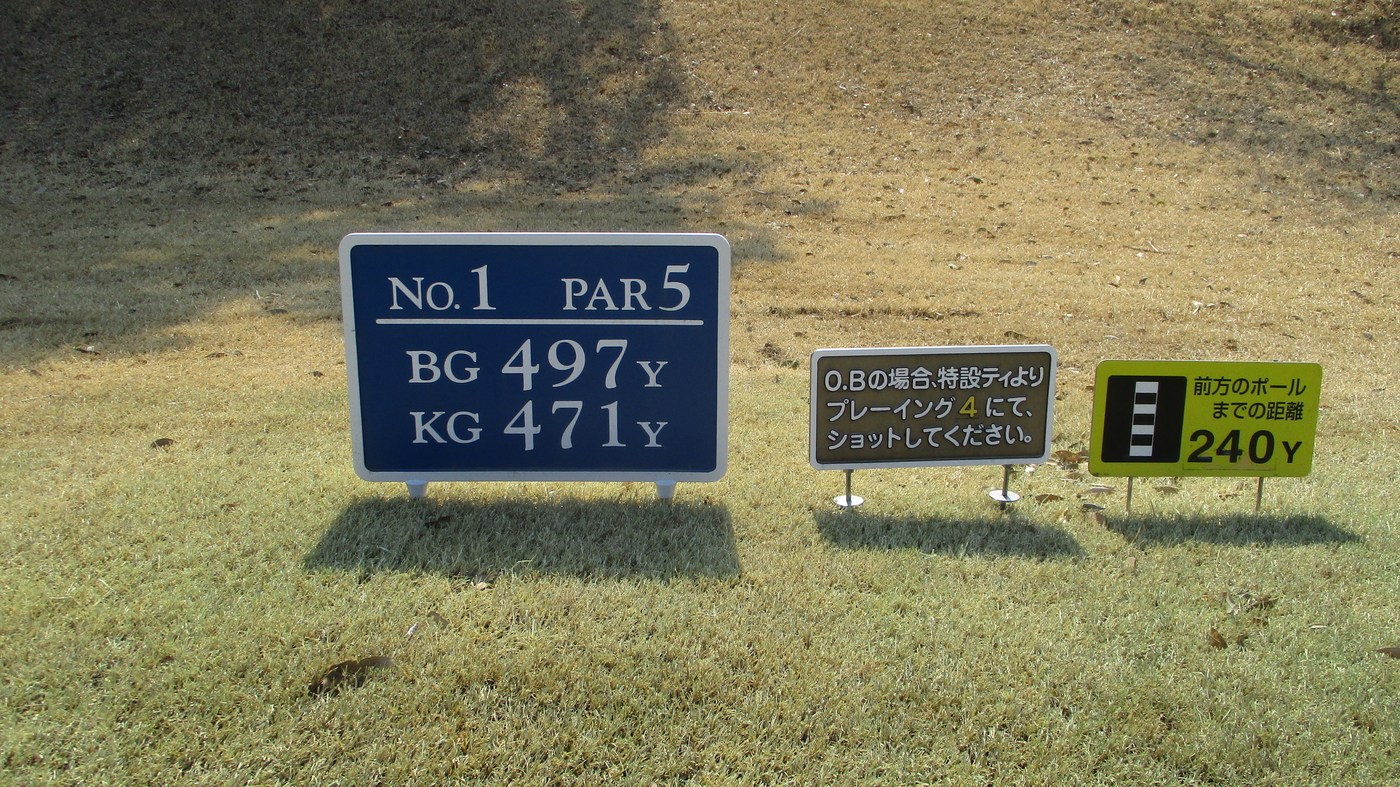 No.1 PAR5
BG 497Y
KG 471Y
O.Bの場合、特設ティより
プレーイング4にて、
ショットしてください。
前方のポール
までの距離
240Y